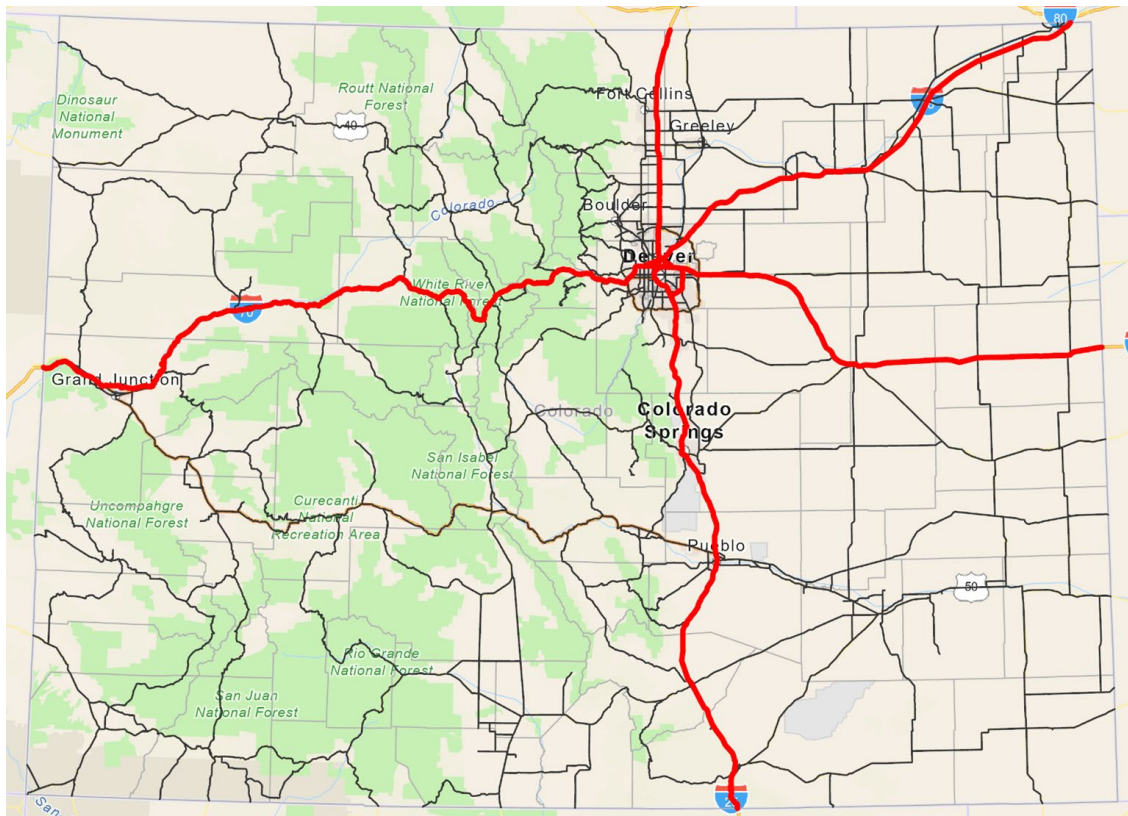 80
Routt National
Forest
Dinosaur
National
Monument
40
Fort Collins
Greeley
Colorado
Boulder
Denver
White River
National Forest
70
Grand Junction
Colorado
Colorado
Springs
San Isabel
National Forest
Uncompahgre
National Forest
Curecanti
National
Recreation Area
Pueblo
50
Rio Grande
National Forest
San Juan
National Forest
San